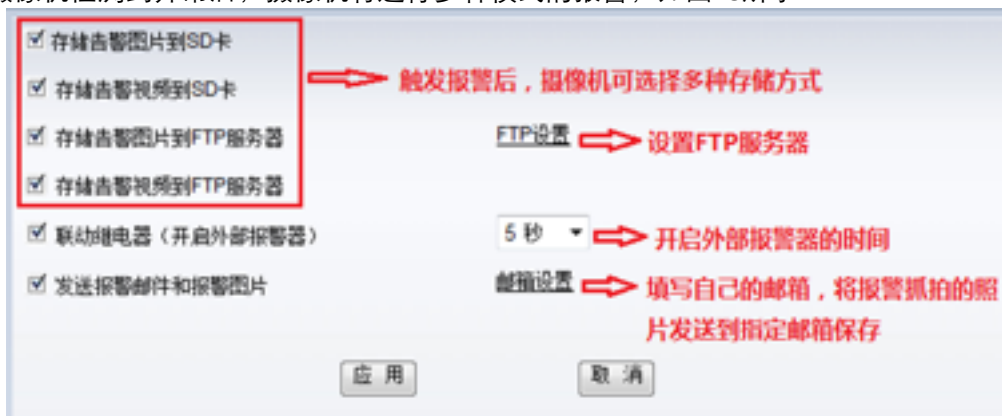 存储告警图片到SD卡
存储告警视频到SD卡
触发报警后，摄像机可选择多种存储方式
存储告警图片到FTP服务器 FTP设置 设置FTP服务器
存储告警视频到FTP服务器
联动继电器（开启外部报警器） 5 秒 开启外部报警器的时间
发送报警邮件和报警图片 邮箱设置 填写自己的邮箱，将报警抓拍的照
片发送到指定邮箱保存
应 用 取 消